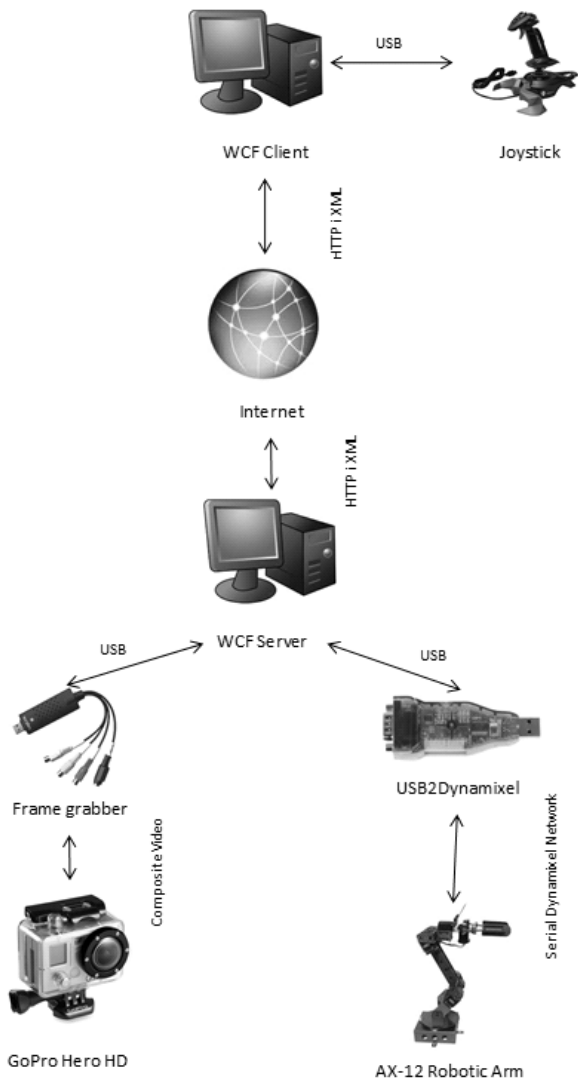 USB
WCF Client
Joystick
HTTP i XML
Internet
HTTP i XML
WCF Server
USB
USB
Frame grabber
USB2Dynamixel
Composite Video
Serial Dynamixel Network
GoPro Hero HD
AX-12 Robotic Arm